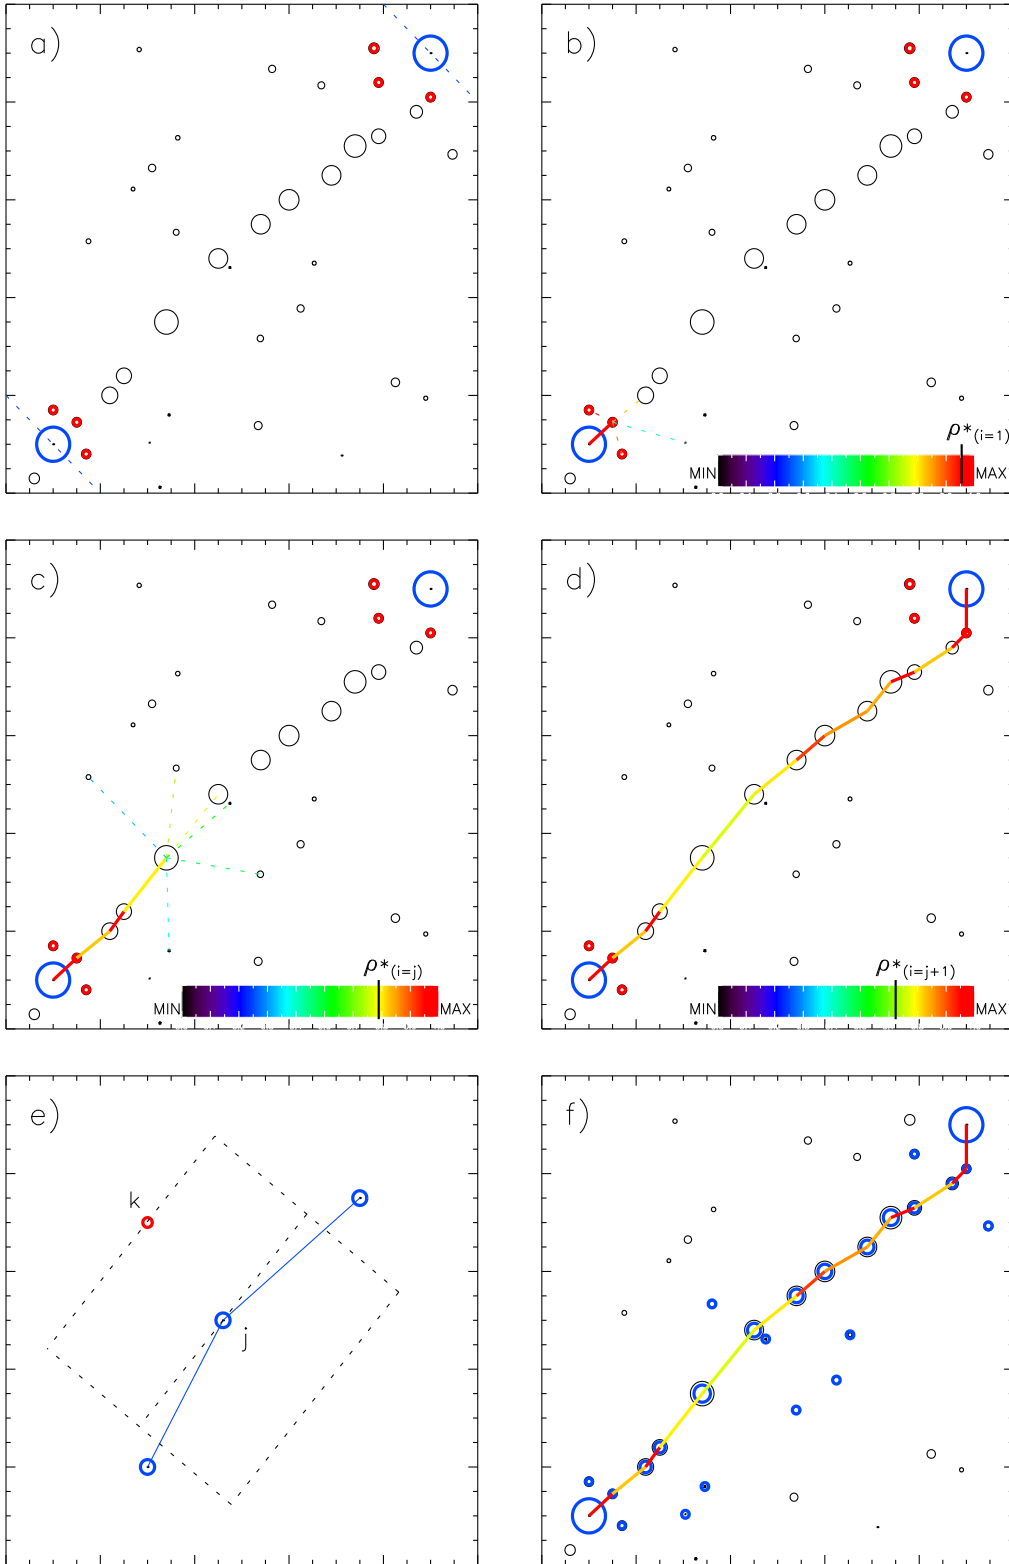 a)
b)
ρ*(i=1)
MIN MAX
c)
ρ*(i=j)
MIN MAX
d)
ρ*(i=j+1)
MIN MAX
e)
k
j
f)